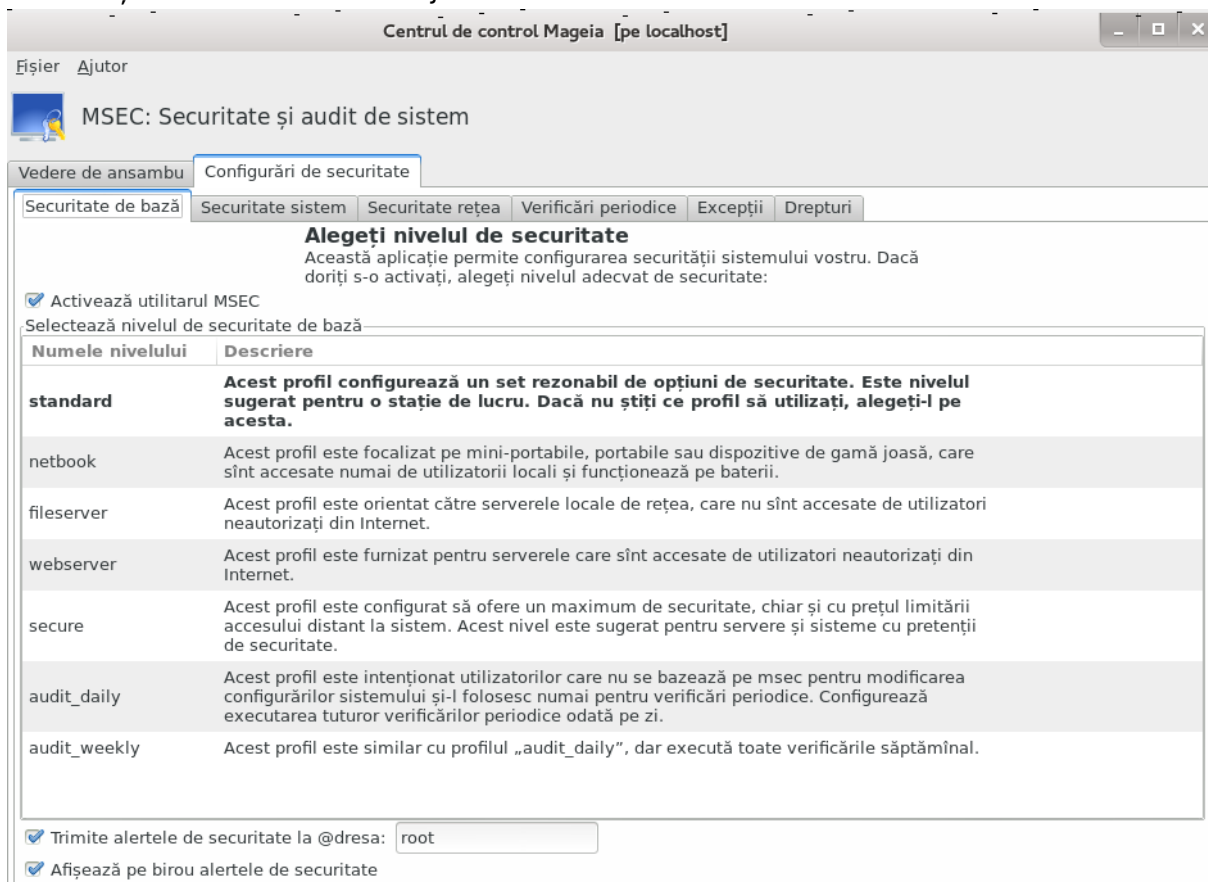 Centrul de control Mageia [pe localhost]
Fișier Ajutor
MSEC: Securitate și audit de sistem
Vedere de ansambu Configurări de securitate
Securitate de bază Securitate sistem Securitate rețea Verificări periodice Excepții Drepturi
Alegeți nivelul de securitate
Această aplicație permite configurarea securității sistemului vostru. Dacă
doriți s-o activați, alegeți nivelul adecvat de securitate:
Activează utilitarul MSEC
Selectează nivelul de securitate de bază
Numele nivelului Descriere
standard
Acest profil configurează un set rezonabil de opțiuni de securitate. Este nivelul
sugerat pentru o stație de lucru. Dacă nu știți ce profil să utilizați, alegeți-l pe
acesta.
netbook
Acest profil este focalizat pe mini-portabile, portabile sau dispozitive de gamă joasă, care
sînt accesate numai de utilizatorii locali și funcționează pe baterii.
fileserver
Acest profil este orientat către serverele locale de rețea, care nu sînt accesate de utilizatori
neautorizați din Internet.
webserver
Acest profil este furnizat pentru serverele care sînt accesate de utilizatori neautorizați din
Internet.
secure
Acest profil este configurat să ofere un maximum de securitate, chiar și cu prețul limitării
accesului distant la sistem. Acest nivel este sugerat pentru servere și sisteme cu pretenții
de securitate.
audit_daily
Acest profil este intenționat utilizatorilor care nu se bazează pe msec pentru modificarea
configurărilor sistemului și-l folosesc numai pentru verificări periodice. Configurează
executarea tuturor verificărilor periodice odată pe zi.
audit_weekly Acest profil este similar cu profilul „audit_daily”, dar execută toate verificările săptămînal.
Trimite alertele de securitate la @dresa: root
Afișează pe birou alertele de securitate